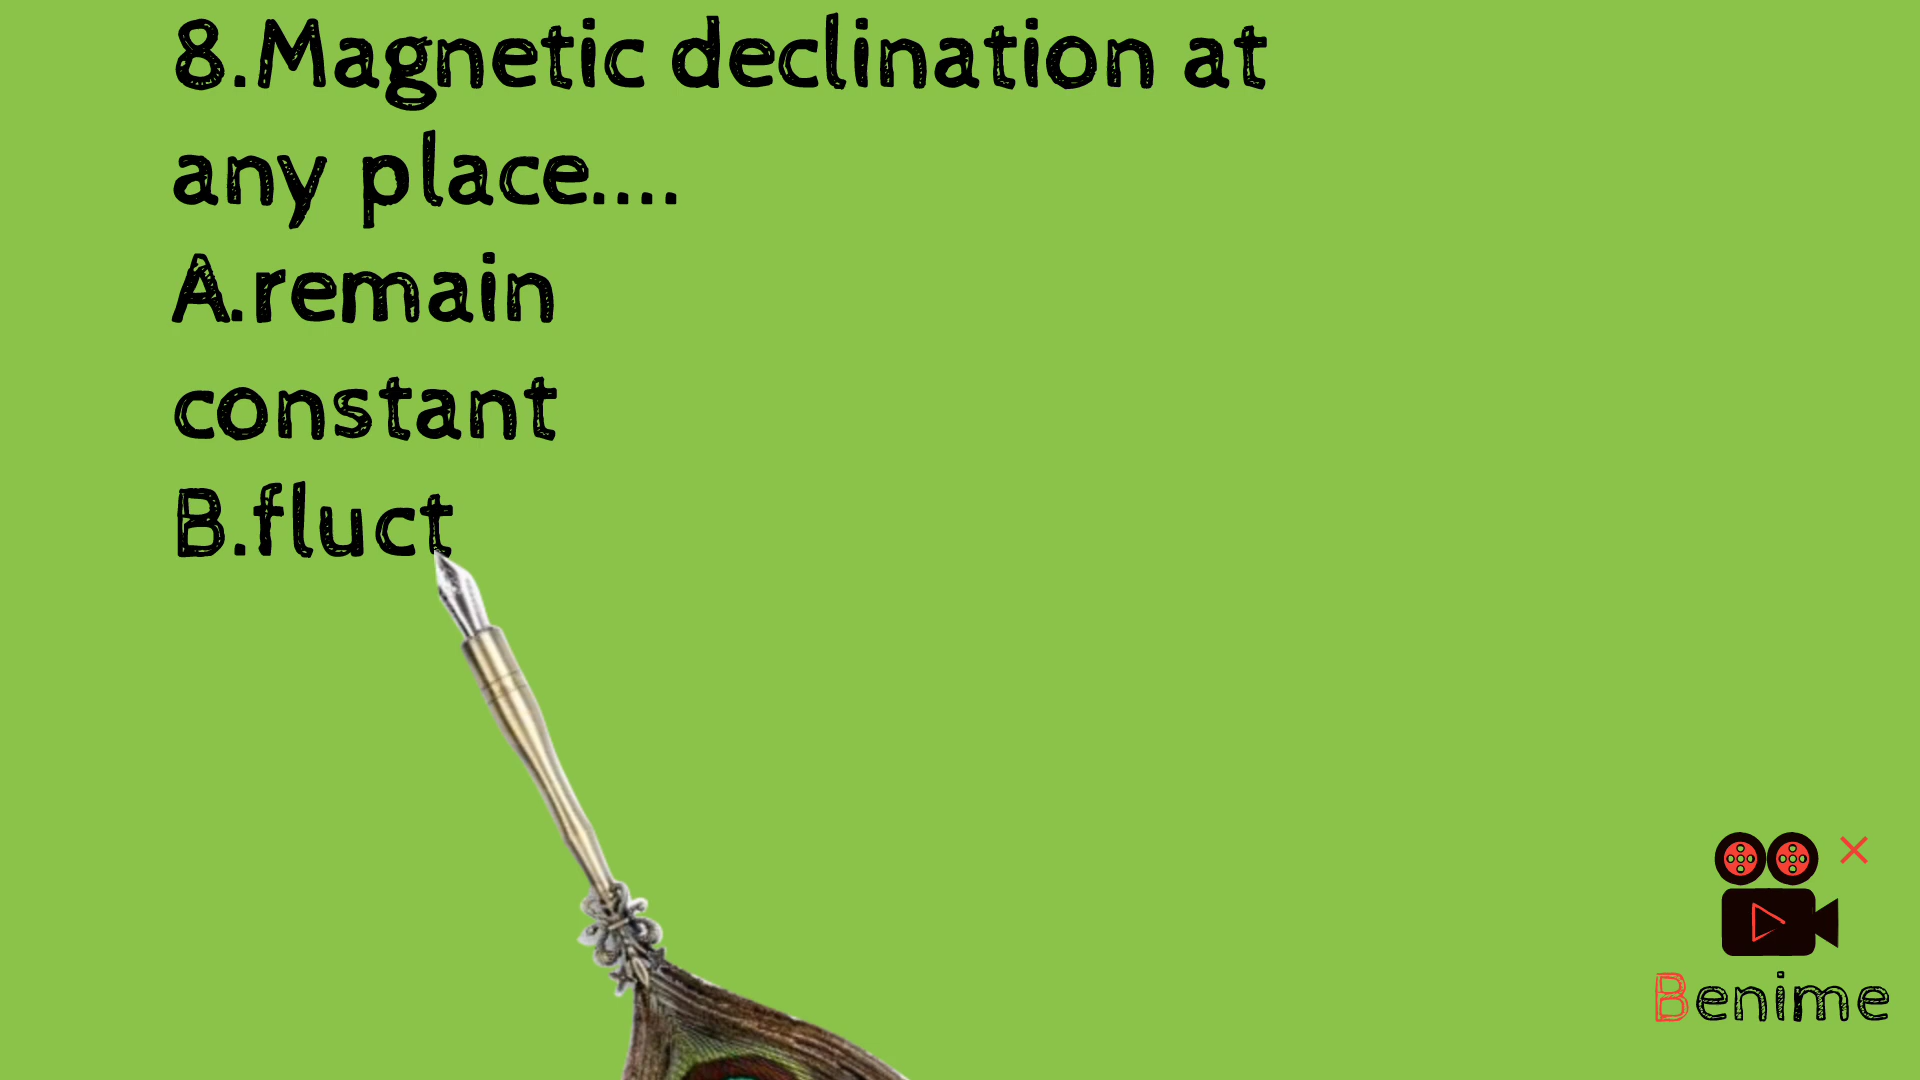 8.Magnetic declination at
any place....
A.remain
constant
B.fluct
Benime